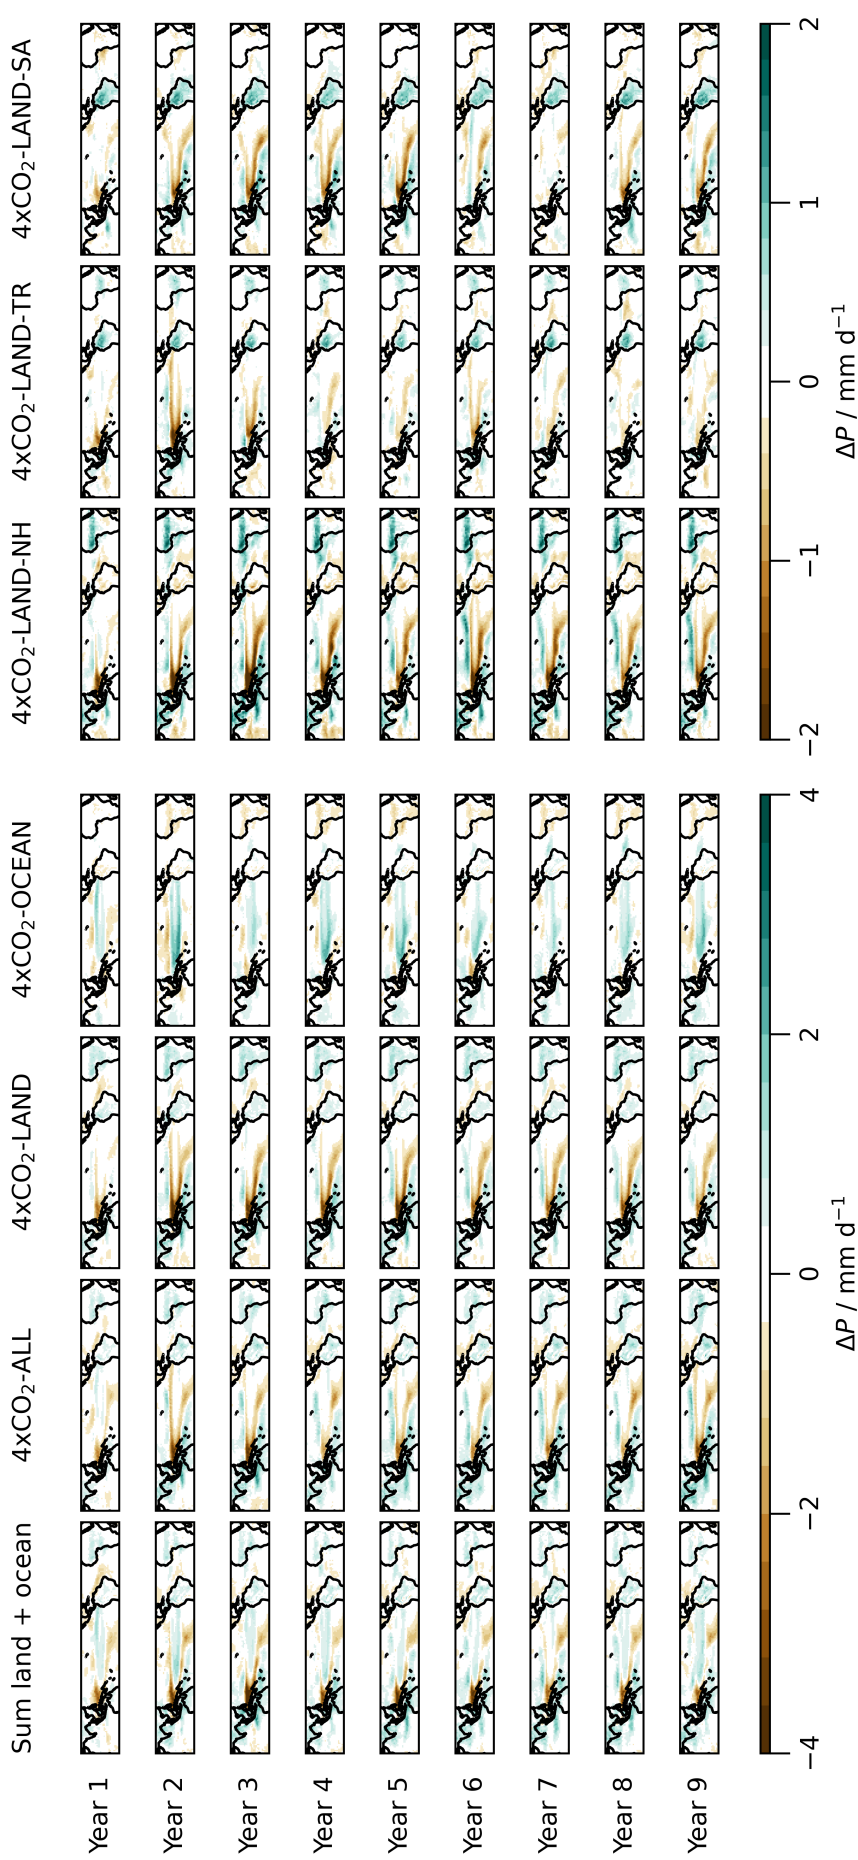 Sum land + ocean
4xCO₂-ALL
4xCO₂-LAND
4xCO₂-OCEAN
4xCO₂-LAND-NH
4xCO₂-LAND-TR
4xCO₂-LAND-SA
Year 1
Year 2
Year 3
Year 4
Year 5
Year 6
Year 7
Year 8
Year 9
−4 −2 0 2 4
ΔP / mm d⁻¹
−2 −1 0 1 2
ΔP / mm d⁻¹